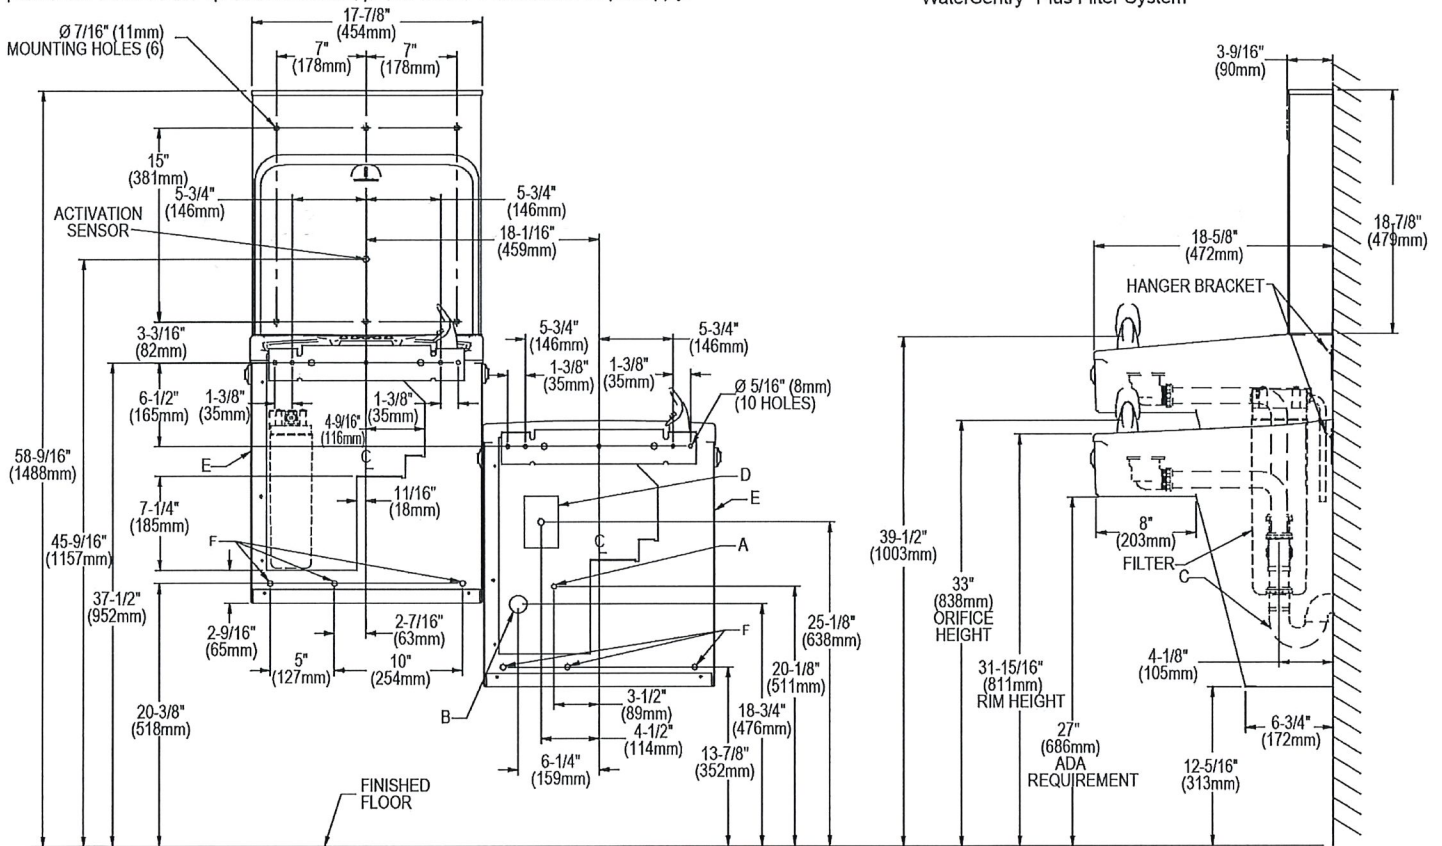 WaterSentry® Plus Filter System
17-7/8"
(454mm)
Ø 7/16" (11mm)
MOUNTING HOLES (6)
7"
(178mm)
7"
(178mm)
3-9/16"
(90mm)
15"
(381mm)
5-3/4"
(146mm)
5-3/4"
(146mm)
ACTIVATION
SENSOR
18-1/16"
(459mm)
18-7/8"
(479mm)
18-5/8"
(472mm)
HANGER BRACKET
3-3/16"
(82mm)
5-3/4"
(146mm)
5-3/4"
(146mm)
6-1/2"
(165mm)
1-3/8"
(35mm)
1-3/8"
(35mm)
1-3/8"
(35mm)
1-3/8"
(35mm)
Ø 5/16" (8mm)
(10 HOLES)
4-9/16"
(116mm)
C
58-9/16"
(1488mm)
E
D
E
7-1/4"
(185mm)
11/16"
(18mm)
45-9/16"
(1157mm)
F
C
A
39-1/2"
(1003mm)
8"
(203mm)
FILTER
C
37-1/2"
(952mm)
33"
(838mm)
ORIFICE
HEIGHT
2-9/16"
(65mm)
2-7/16"
(63mm)
F
25-1/8"
(638mm)
5"
(127mm)
10"
(254mm)
20-1/8"
(511mm)
31-15/16"
(811mm)
RIM HEIGHT
4-1/8"
(105mm)
20-3/8"
(518mm)
B
3-1/2"
(89mm)
18-3/4"
(476mm)
4-1/2"
(114mm)
6-1/4"
(159mm)
13-7/8"
(352mm)
27"
(686mm)
ADA
REQUIREMENT
6-3/4"
(172mm)
12-5/16"
(313mm)
FINISHED
FLOOR